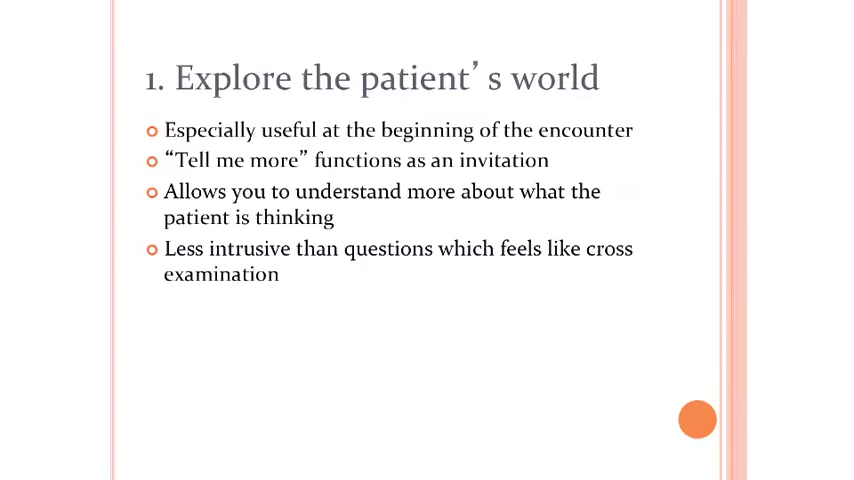 1. Explore the patient’s world
Especially useful at the beginning of the encounter
“Tell me more” functions as an invitation
Allows you to understand more about what the
patient is thinking
Less intrusive than questions which feels like cross
examination